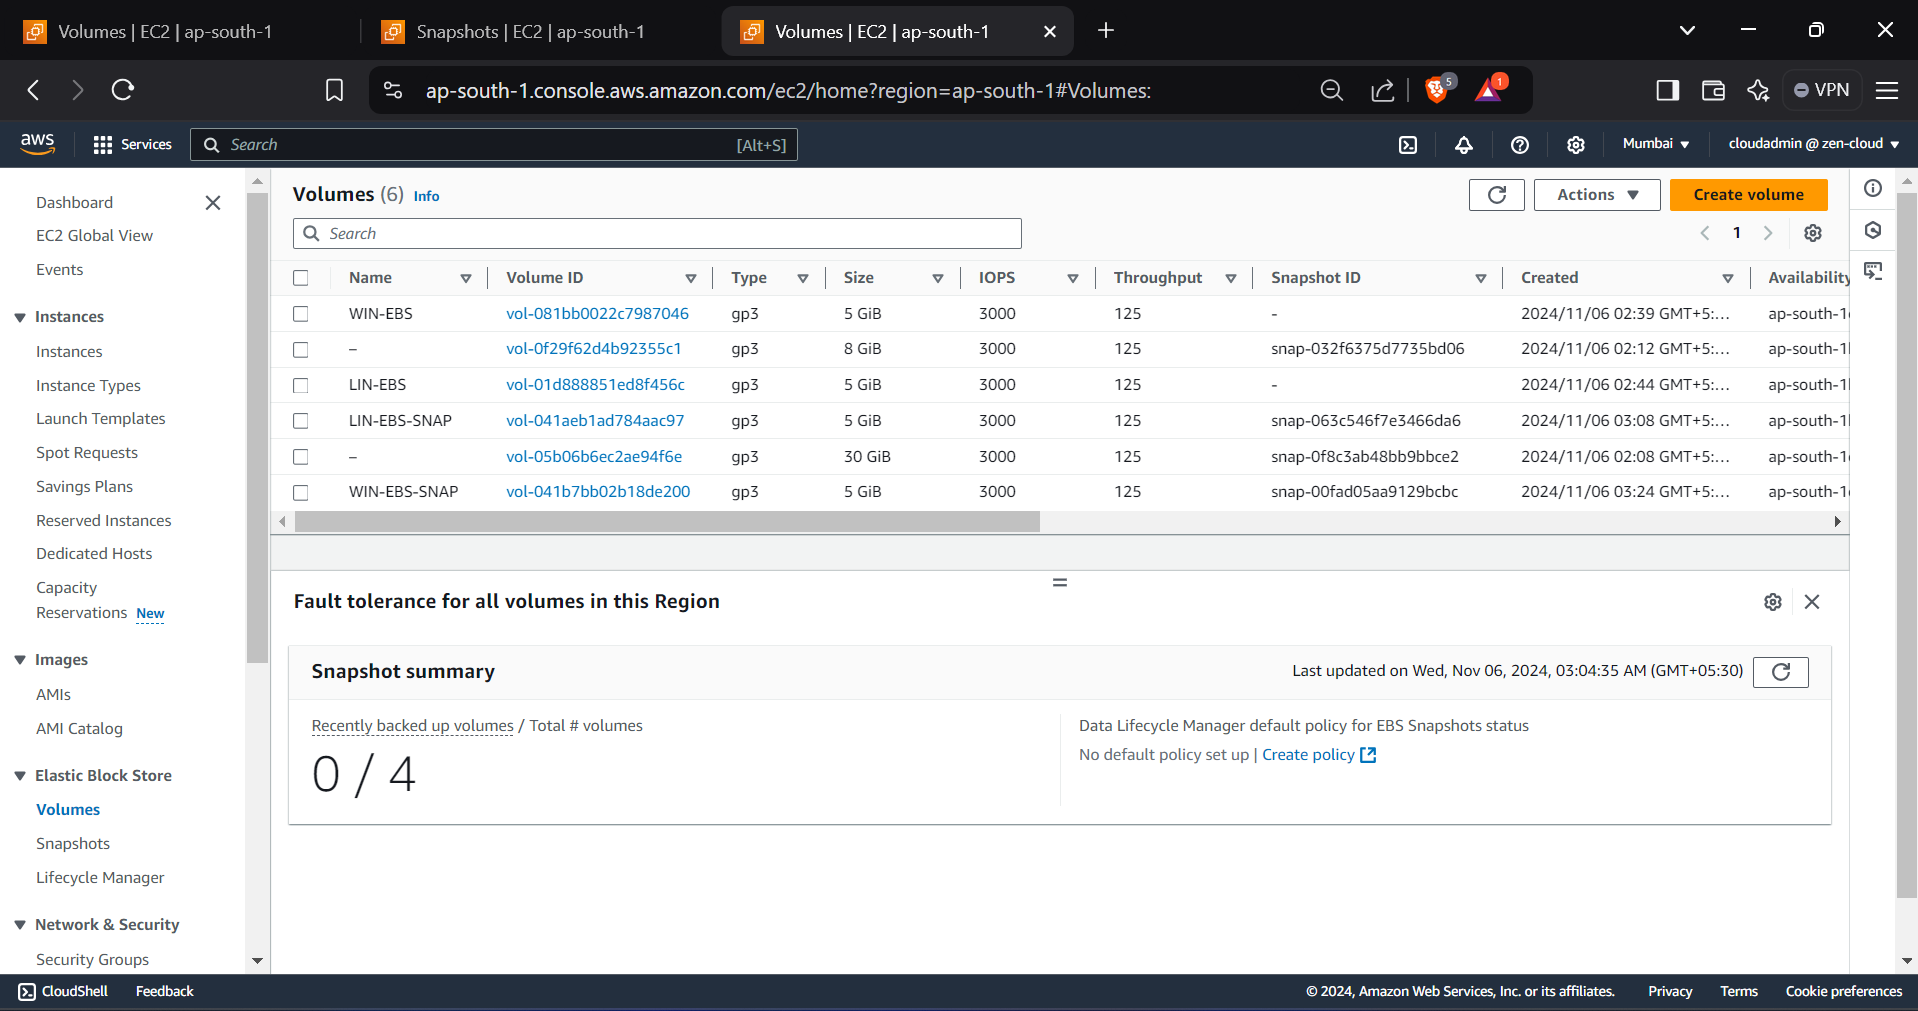 Volumes | EC2 | ap-south-1
Snapshots | EC2 | ap-south-1
Volumes | EC2 | ap-south-1
ap-south-1.console.aws.amazon.com/ec2/home?region=ap-south-1#Volumes:
5
1
VPN
aws
Services
Search
[Alt+S]
Mumbai
cloudadmin @ zen-cloud
Dashboard
EC2 Global View
Events
Instances
Instances
Instance Types
Launch Templates
Spot Requests
Savings Plans
Reserved Instances
Dedicated Hosts
Capacity
Reservations New
Images
AMIs
AMI Catalog
Elastic Block Store
Volumes
Snapshots
Lifecycle Manager
Network & Security
Security Groups
Volumes (6) Info
Actions
Create volume
Search
1
Name Volume ID Type Size IOPS Throughput Snapshot ID Created Availability
WIN-EBS vol-081bb0022c7987046 gp3 5 GiB 3000 125 - 2024/11/06 02:39 GMT+5:... ap-south-1
– vol-0f29f62d4b92355c1 gp3 8 GiB 3000 125 snap-032f6375d7735bd06 2024/11/06 02:12 GMT+5:... ap-south-1
LIN-EBS vol-01d888851ed8f456c gp3 5 GiB 3000 125 - 2024/11/06 02:44 GMT+5:... ap-south-1
LIN-EBS-SNAP vol-041aeb1ad784aac97 gp3 5 GiB 3000 125 snap-063c546f7e3466da6 2024/11/06 03:08 GMT+5:... ap-south-1
– vol-05b06b6ec2ae94f6e gp3 30 GiB 3000 125 snap-0f8c3ab48bb9bbce2 2024/11/06 02:08 GMT+5:... ap-south-1
WIN-EBS-SNAP vol-041b7bb02b18de200 gp3 5 GiB 3000 125 snap-00fad05aa9129bcbc 2024/11/06 03:24 GMT+5:... ap-south-1
Fault tolerance for all volumes in this Region
Snapshot summary
Last updated on Wed, Nov 06, 2024, 03:04:35 AM (GMT+05:30)
Recently backed up volumes / Total # volumes
0 / 4
Data Lifecycle Manager default policy for EBS Snapshots status
No default policy set up | Create policy
CloudShell
Feedback
© 2024, Amazon Web Services, Inc. or its affiliates.
Privacy
Terms
Cookie preferences